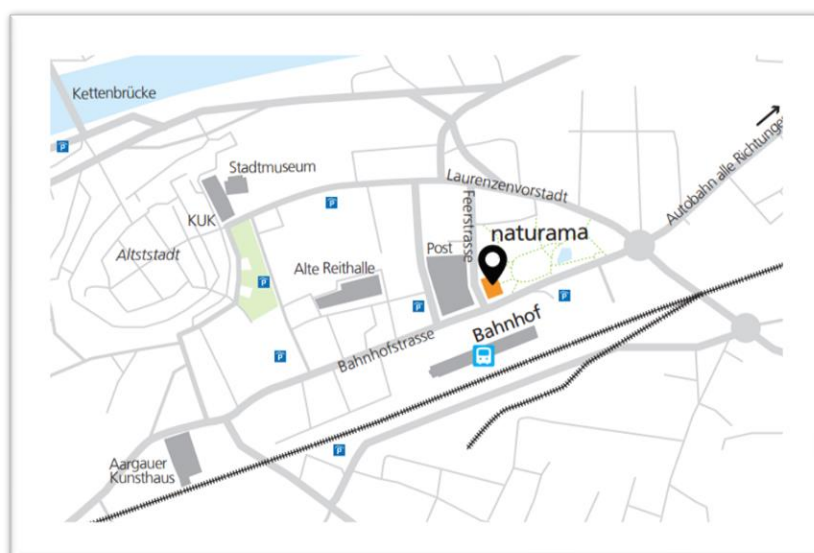 Kettenbrücke
P
Stadtmuseum
Laurenzenvorstadt
Autobahn alle Richtungen
KUK
P
Feerstrasse
naturama
Altststadt
Post
P
Alte Reithalle
P
P
Bahnhof
Bahnhofstrasse
P
P
Aargauer
Kunsthaus